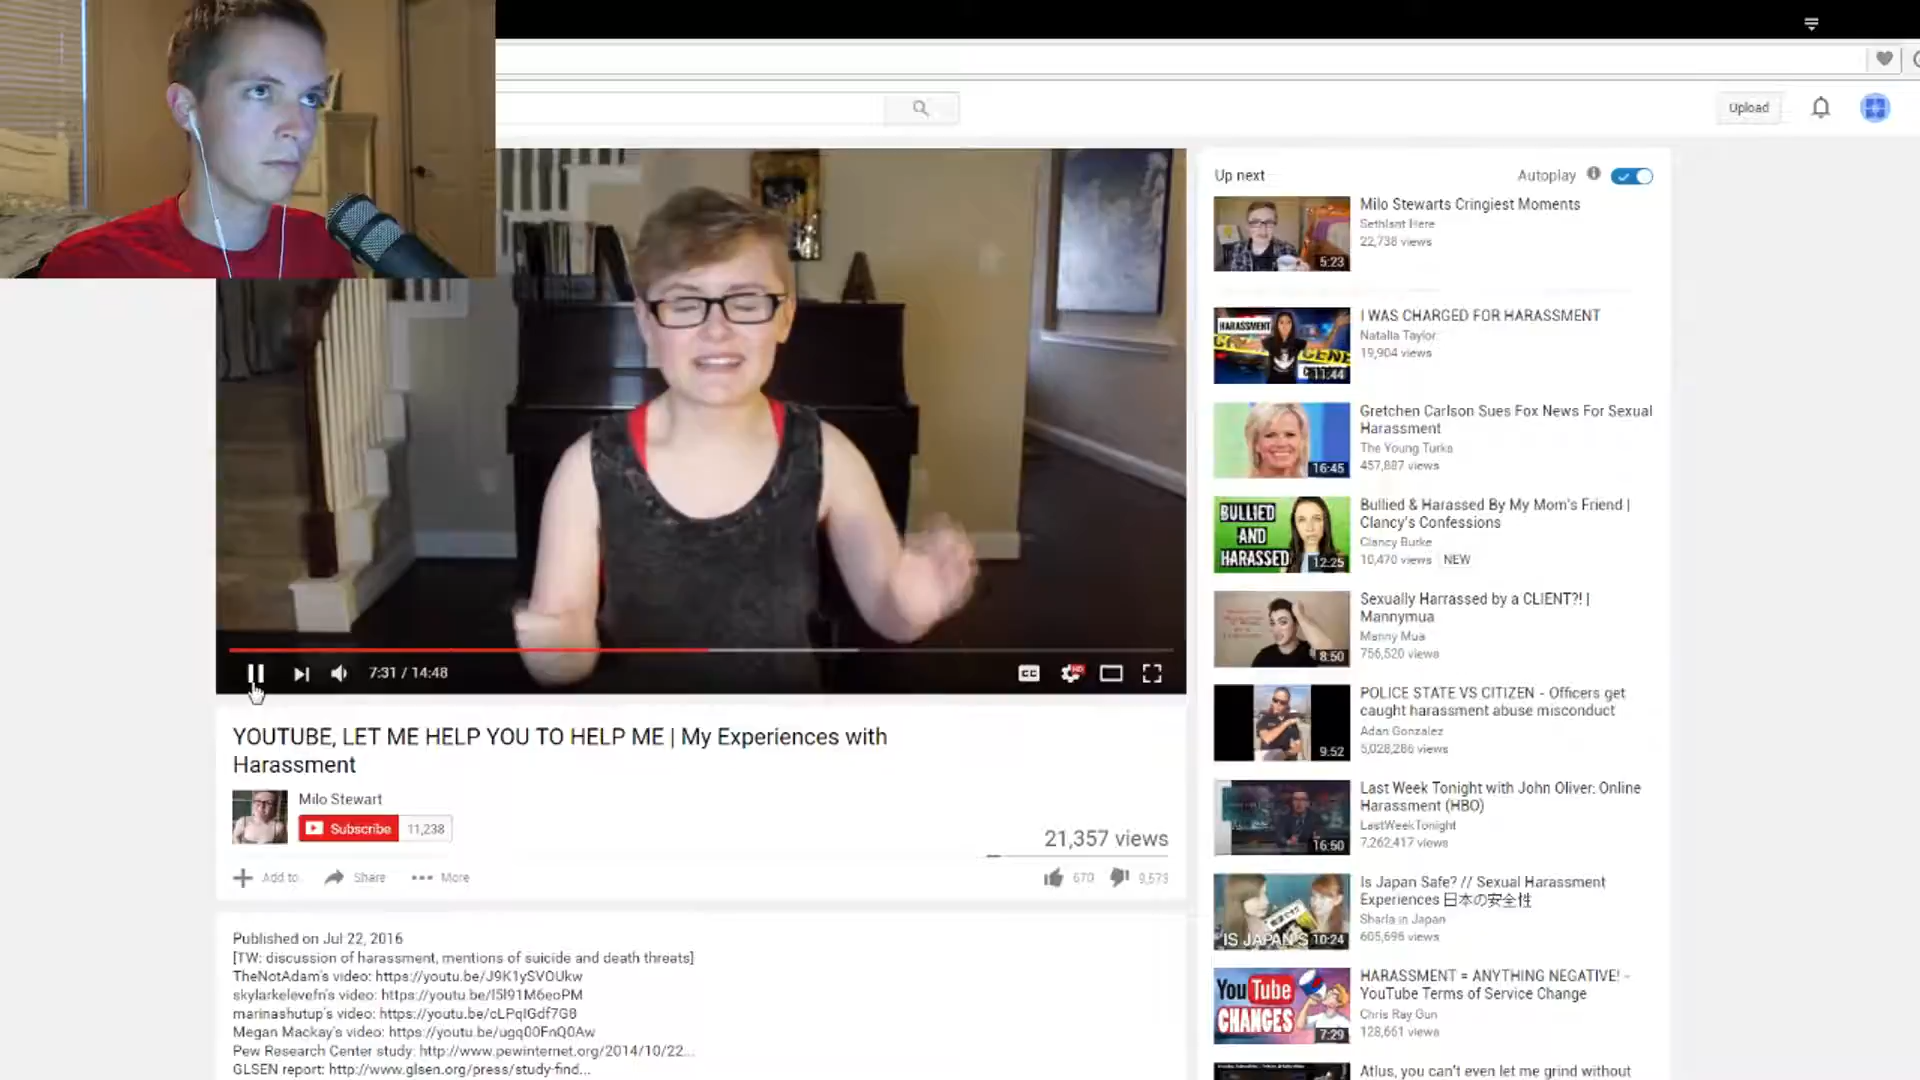 Upload
Up next
Autoplay
Milo Stewarts Cringiest Moments
Sethlant Here
22,738 views
5:23
HARASSMENT
I WAS CHARGED FOR HARASSMENT
Natalia Taylor
19,904 views
11:44
Gretchen Carlson Sues Fox News For Sexual
Harassment
The Young Turks
457,887 views
16:45
BULLIED
AND
HARASSED
12:25
Bullied & Harassed By My Mom's Friend |
Clancy's Confessions
Clancy Burke
10,470 views NEW
Sexually Harrassed by a CLIENT?! |
Mannymua
Manny Mua
756,520 views
8:50
POLICE STATE VS CITIZEN - Officers get
caught harassment abuse misconduct
Adan Gonzalez
5,028,286 views
9:52
Last Week Tonight with John Oliver: Online
Harassment (HBO)
LastWeekTonight
7,262,417 views
16:50
Is Japan Safe? // Sexual Harassment
Experiences 日本の安全性
Sharla in Japan
605,696 views
IS JAPAN'S 10:24
HARASSMENT = ANYTHING NEGATIVE! -
YouTube Terms of Service Change
Chris Ray Gun
128,661 views
You Tube
CHANGES
7:29
Atlus, you can't even let me grind without
7:31 / 14:48
CC
HD
YOUTUBE, LET ME HELP YOU TO HELP ME | My Experiences with
Harassment
Milo Stewart
Subscribe 11,238
21,357 views
Add to Share More
670 9,573
Published on Jul 22, 2016
[TW: discussion of harassment, mentions of suicide and death threats]
TheNotAdam's video: https://youtu.be/J9K1ySVOUkw
skylarkelevefn's video: https://youtu.be/l5l91M6eoPM
marinashutup's video: https://youtu.be/cLPqIGdf7G8
Megan Mackay's video: https://youtu.be/ugq00FnQ0Aw
Pew Research Center study: http://www.pewinternet.org/2014/10/22...
GLSEN report: http://www.glsen.org/press/study-find...